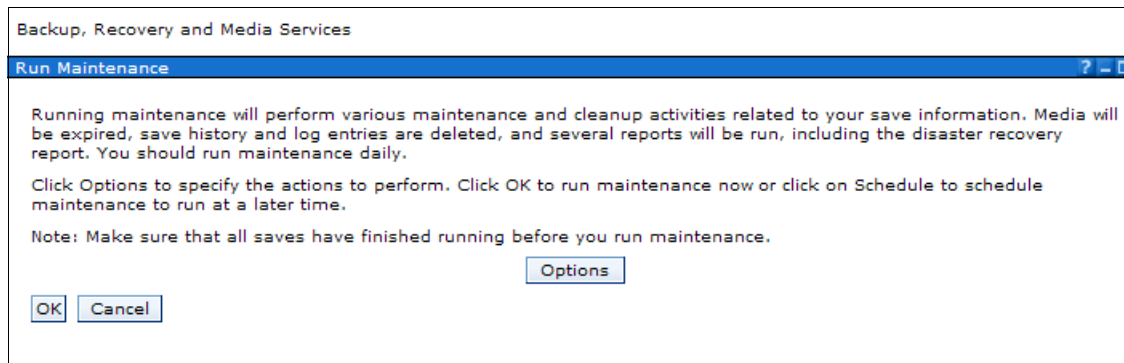 Backup, Recovery and Media Services
Run Maintenance ?
Running maintenance will perform various maintenance and cleanup activities related to your save information. Media will
be expired, save history and log entries are deleted, and several reports will be run, including the disaster recovery
report. You should run maintenance daily.
Click Options to specify the actions to perform. Click OK to run maintenance now or click on Schedule to schedule
maintenance to run at a later time.
Note: Make sure that all saves have finished running before you run maintenance.
Options
OK Cancel